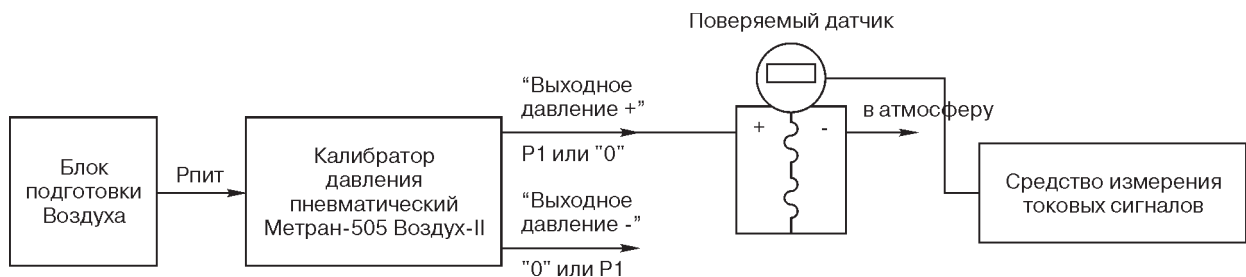 Поверяемый датчик
“Выходное
давление +”
в атмосферу
+
-
Блок
подготовки
Воздуха
Рпит
Калибратор
давления
пневматический
Метран-505 Воздух-II
Р1 или "0"
“Выходное
давление -”
"0" или Р1
Средство измерения
токовых сигналов